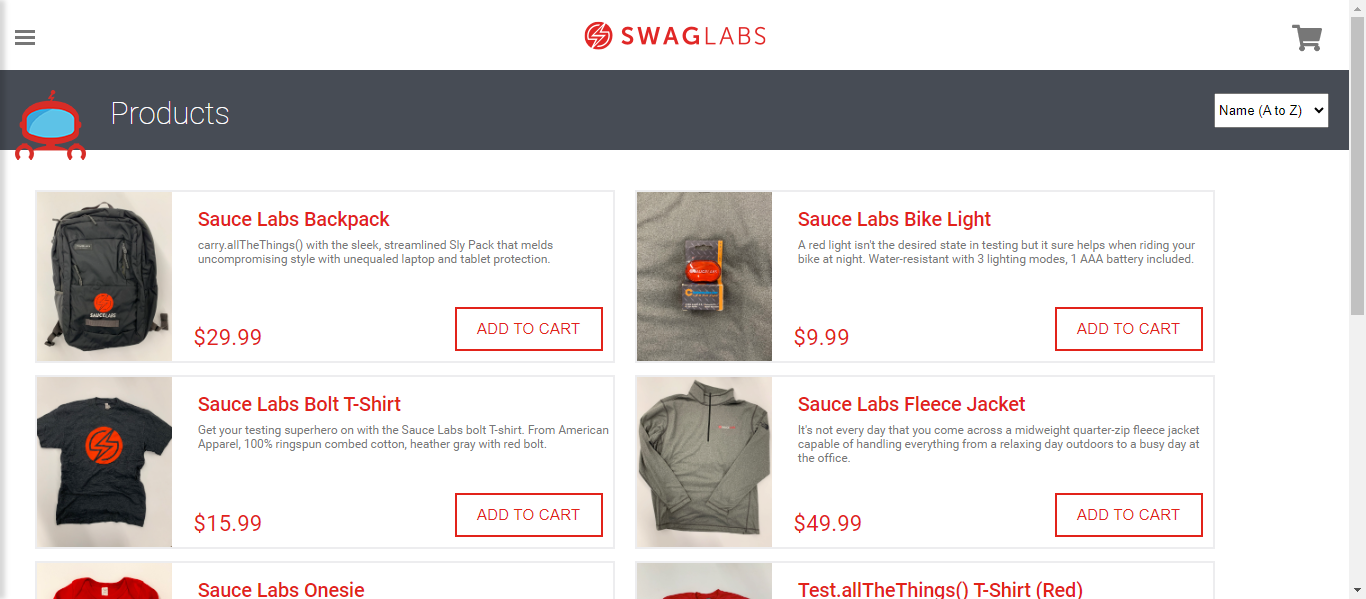 SWAGLABS
Products
Name (A to Z)
Sauce Labs Backpack
carry.allTheThings() with the sleek, streamlined Sly Pack that melds
uncompromising style with unequaled laptop and tablet protection.
$29.99
ADD TO CART
SAUCELABS
Sauce Labs Bike Light
A red light isn't the desired state in testing but it sure helps when riding your
bike at night. Water-resistant with 3 lighting modes, 1 AAA battery included.
$9.99
ADD TO CART
Sauce Labs Bolt T-Shirt
Get your testing superhero on with the Sauce Labs bolt T-shirt. From American
Apparel, 100% ringspun combed cotton, heather gray with red bolt.
$15.99
ADD TO CART
Sauce Labs Fleece Jacket
It's not every day that you come across a midweight quarter-zip fleece jacket
capable of handling everything from a relaxing day outdoors to a busy day at
the office.
$49.99
ADD TO CART
Sauce Labs Onesie
Test.allTheThings() T-Shirt (Red)